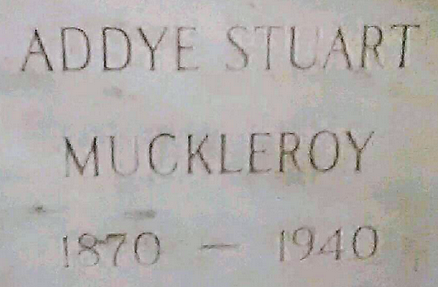 ADDYE STUART
MUCKLEROY
1870 — 1940